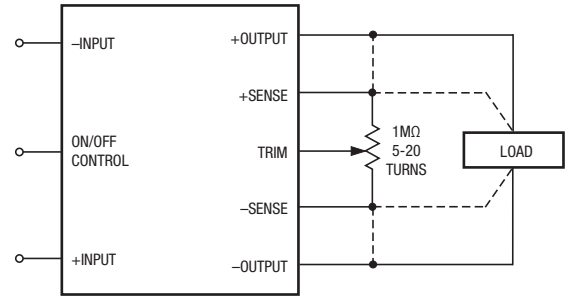 –INPUT
ON/OFF
CONTROL
+INPUT
+OUTPUT
+SENSE
TRIM
–SENSE
–OUTPUT
1MΩ
5-20
TURNS
LOAD